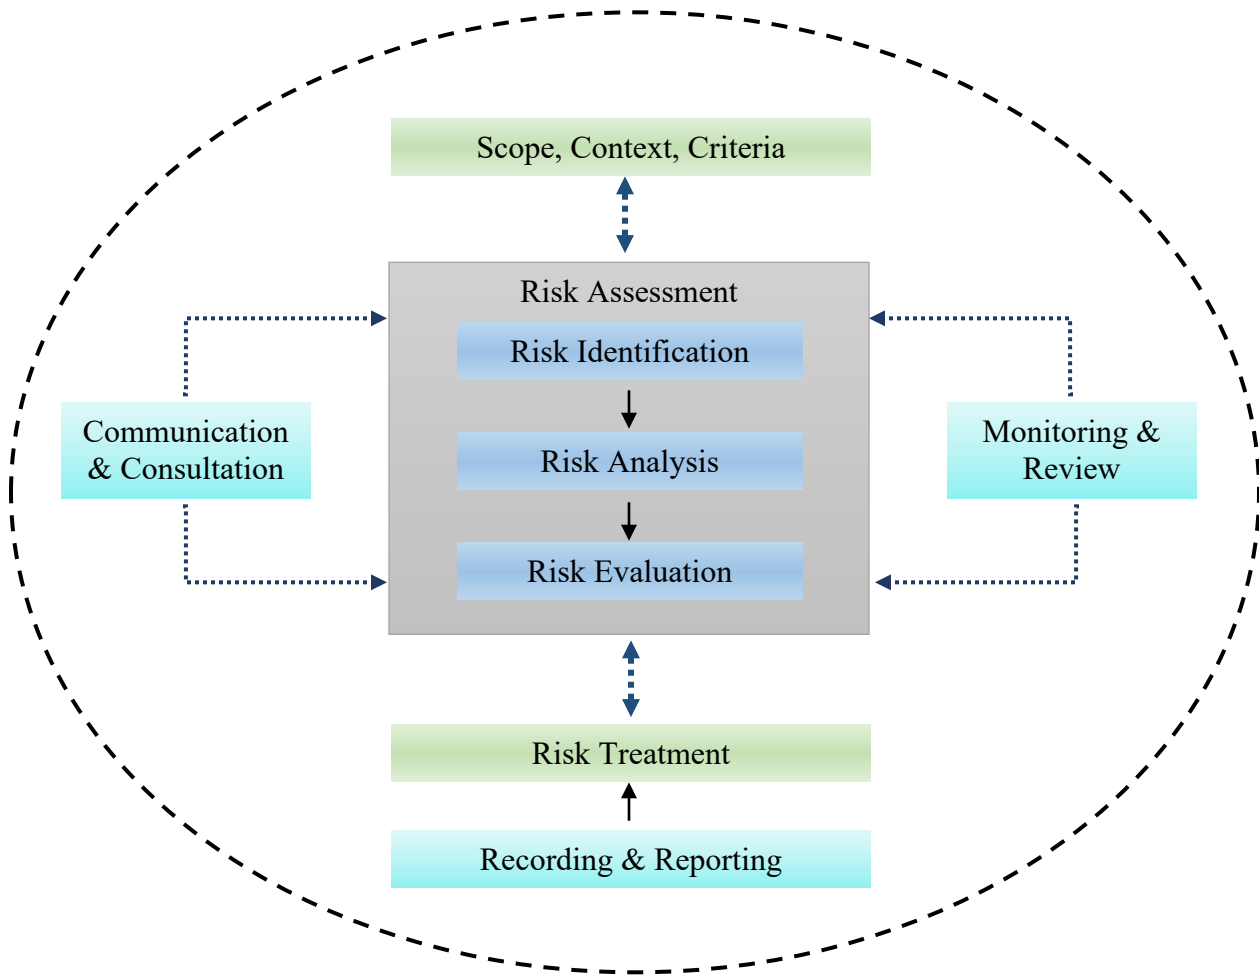 Scope, Context, Criteria
Risk Assessment
Risk Identification
Communication
& Consultation
Risk Analysis
Monitoring &
Review
Risk Evaluation
Risk Treatment
Recording & Reporting